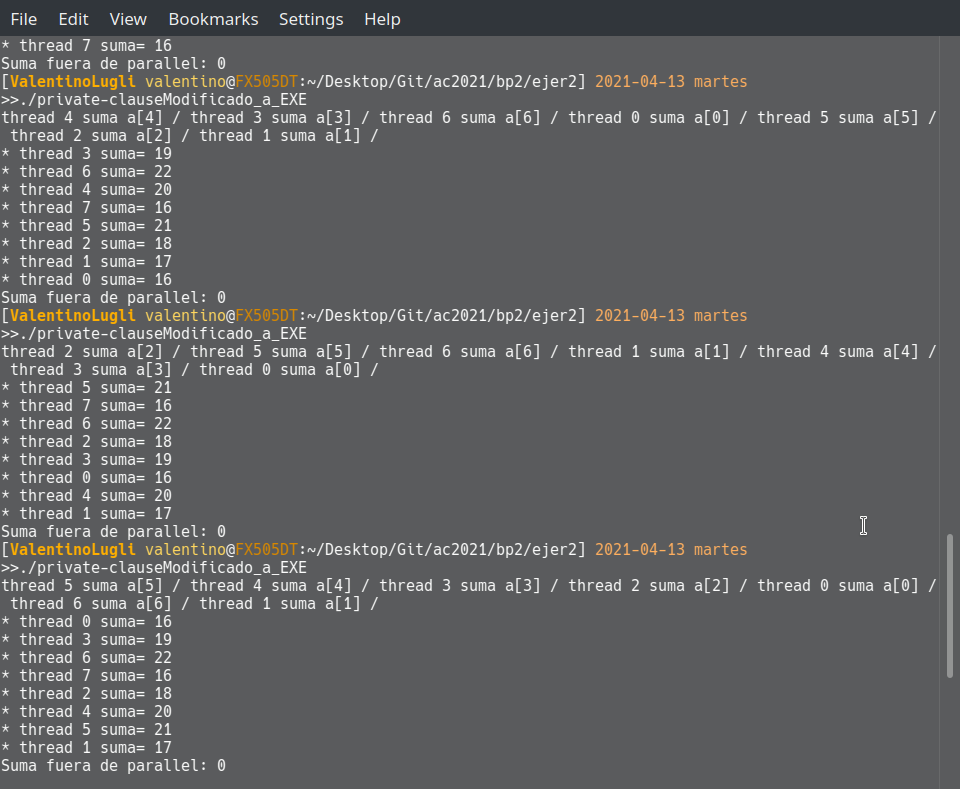 File Edit View Bookmarks Settings Help
* thread 7 suma= 16
Suma fuera de parallel: 0
[ValentinoLugli valentino@FX505DT:~/Desktop/Git/ac2021/bp2/ejer2] 2021-04-13 martes
>>./private-clauseModificado_a_EXE
thread 4 suma a[4] / thread 3 suma a[3] / thread 6 suma a[6] / thread 0 suma a[0] / thread 5 suma a[5] /
thread 2 suma a[2] / thread 1 suma a[1] /
* thread 3 suma= 19
* thread 6 suma= 22
* thread 4 suma= 20
* thread 7 suma= 16
* thread 5 suma= 21
* thread 2 suma= 18
* thread 1 suma= 17
* thread 0 suma= 16
Suma fuera de parallel: 0
[ValentinoLugli valentino@FX505DT:~/Desktop/Git/ac2021/bp2/ejer2] 2021-04-13 martes
>>./private-clauseModificado_a_EXE
thread 2 suma a[2] / thread 5 suma a[5] / thread 6 suma a[6] / thread 1 suma a[1] / thread 4 suma a[4] /
thread 3 suma a[3] / thread 0 suma a[0] /
* thread 5 suma= 21
* thread 7 suma= 16
* thread 6 suma= 22
* thread 2 suma= 18
* thread 3 suma= 19
* thread 0 suma= 16
* thread 4 suma= 20
* thread 1 suma= 17
Suma fuera de parallel: 0
[ValentinoLugli valentino@FX505DT:~/Desktop/Git/ac2021/bp2/ejer2] 2021-04-13 martes
>>./private-clauseModificado_a_EXE
thread 5 suma a[5] / thread 4 suma a[4] / thread 3 suma a[3] / thread 2 suma a[2] / thread 0 suma a[0] /
thread 6 suma a[6] / thread 1 suma a[1] /
* thread 0 suma= 16
* thread 3 suma= 19
* thread 6 suma= 22
* thread 7 suma= 16
* thread 2 suma= 18
* thread 4 suma= 20
* thread 5 suma= 21
* thread 1 suma= 17
Suma fuera de parallel: 0